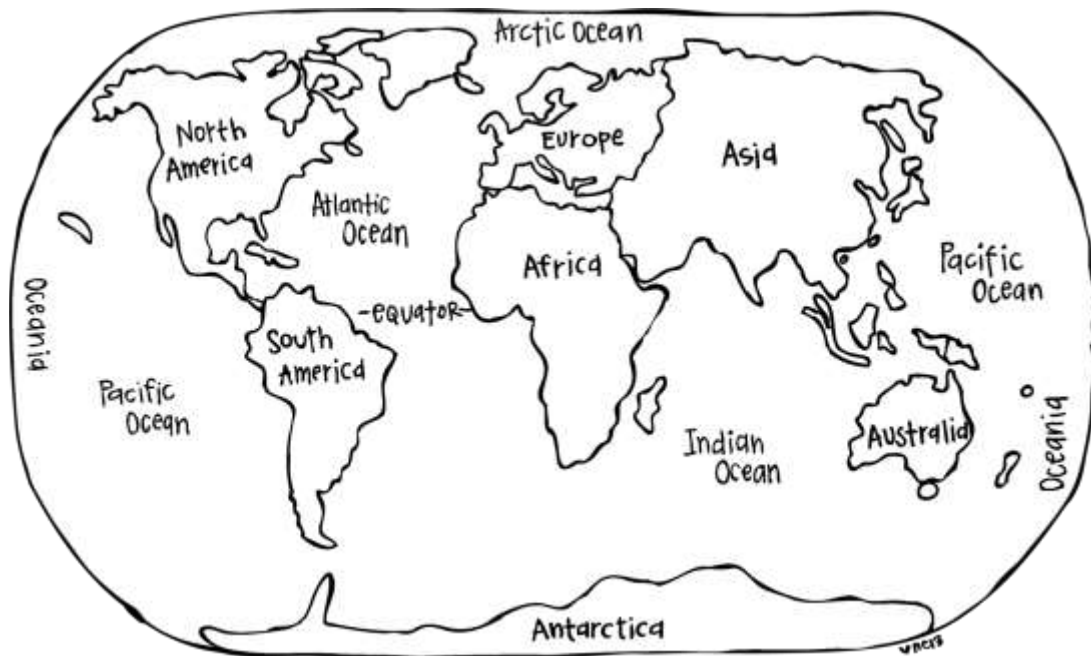 Arctic Ocean
North
America
Europe
Asia
Atlantic
Ocean
Africa
Pacific
Ocean
Oceania
-equator-
South
America
Pacific
Ocean
Indian
Ocean
Australia
Oceania
Antarctica